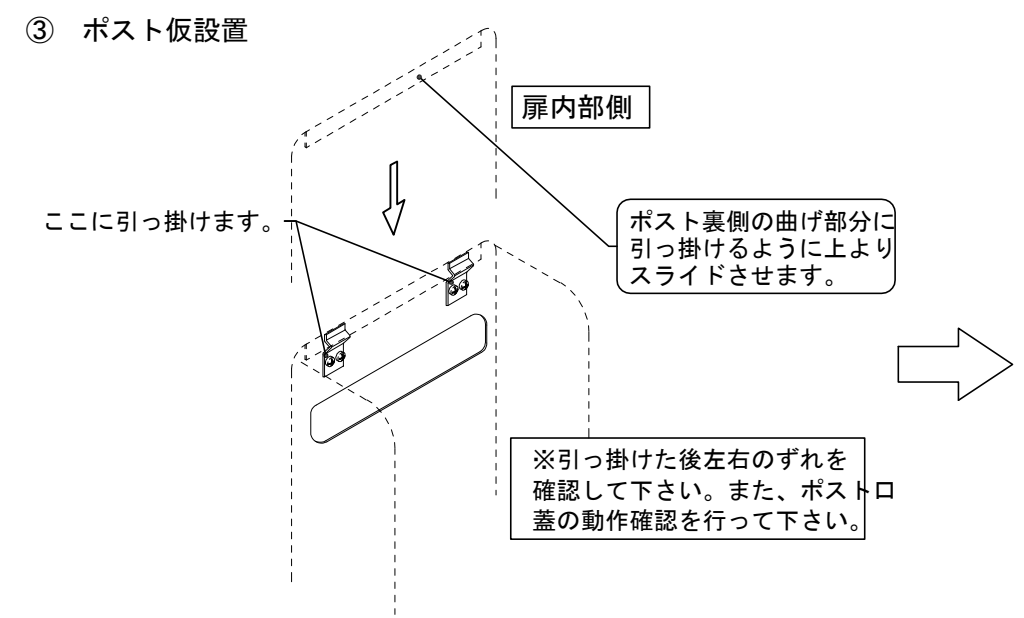 ③ ポスト仮設置
扉内部側
ここに引っ掛けます。
ポスト裏側の曲げ部分に
引っ掛けるように上より
スライドさせます。
※引っ掛けた後左右のずれを
確認して下さい。また、ポスト口
蓋の動作確認を行って下さい。